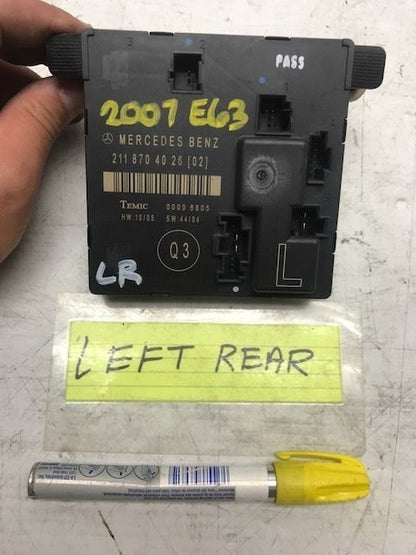 3
2
PASS
2007 E63
MERCEDES BENZ
211 870 40 26 [02]
TEMIC 0000 6805
HW:10/05 SW:44/04
Q3
L
LR
LEFT REAR